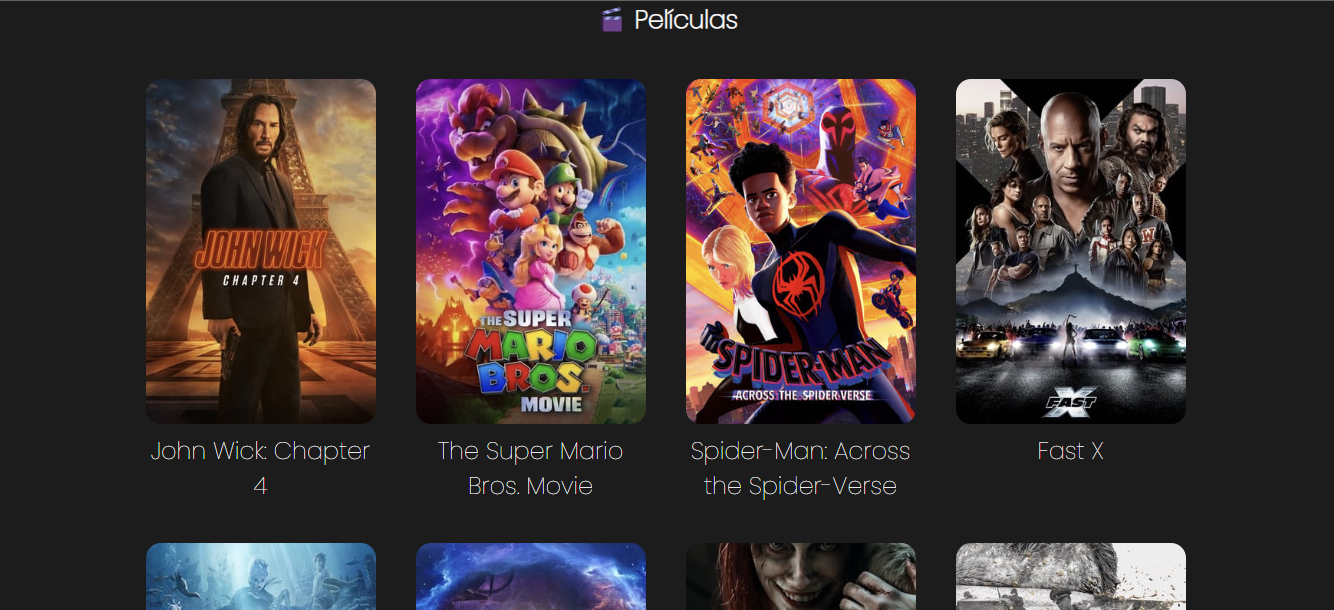 🎬 Películas
JOHN WICK
CHAPTER 4
THE SUPER
MARIO
BROS.
MOVIE
SPIDER-MAN
ACROSS THE SPIDER-VERSE
FAST X
John Wick: Chapter
4
The Super Mario
Bros. Movie
Spider-Man: Across
the Spider-Verse
Fast X